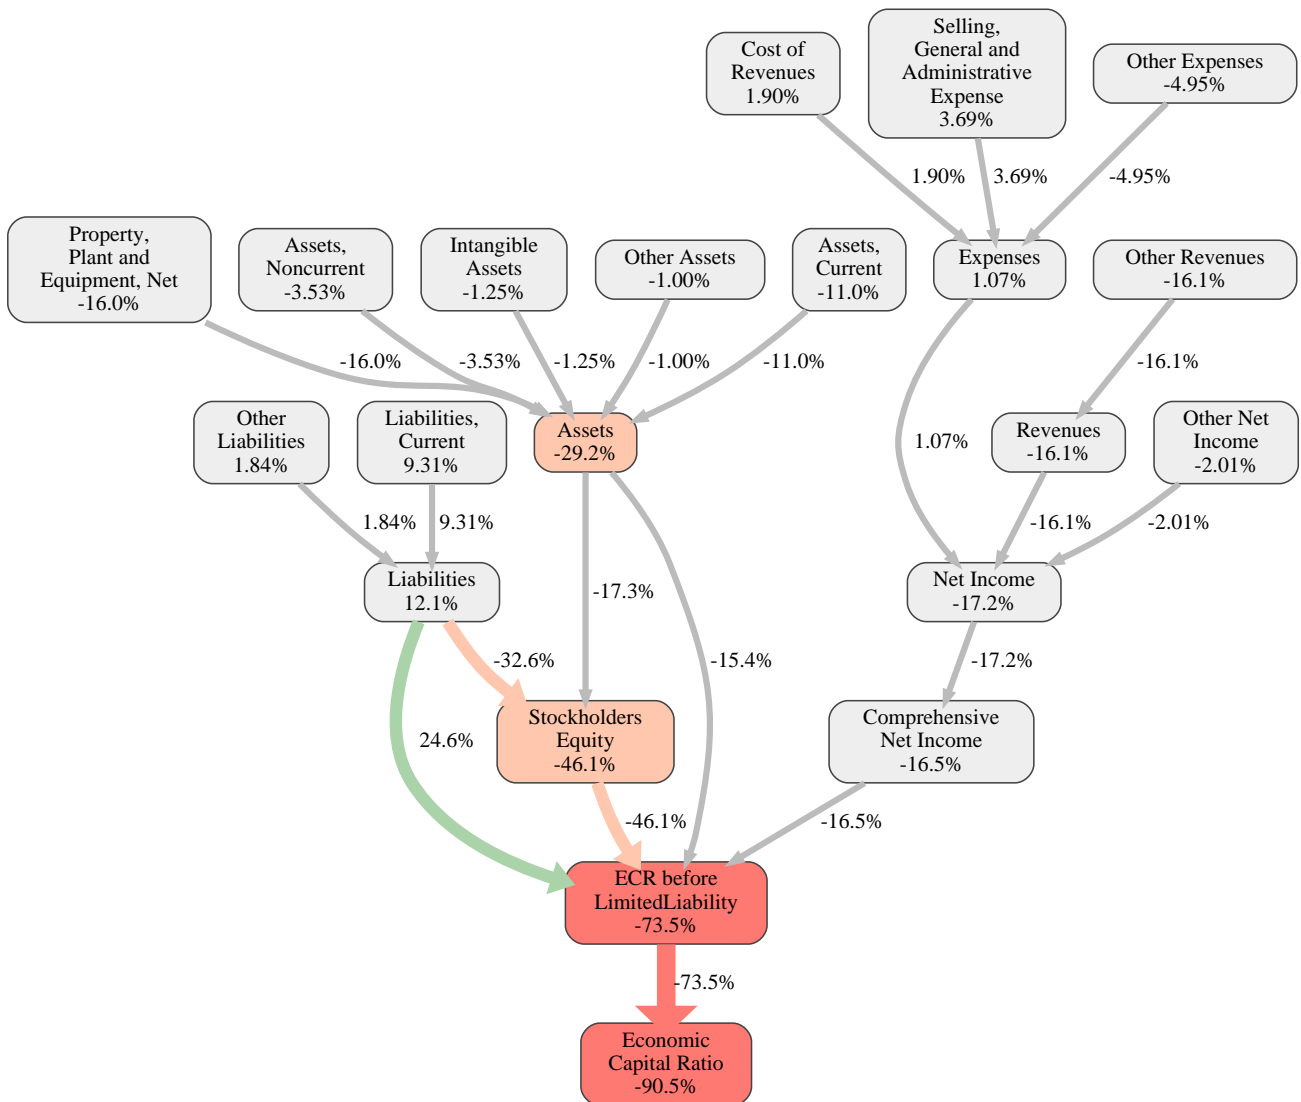 Cost of
Revenues
1.90%
Selling,
General and
Administrative
Expense
3.69%
Other Expenses
-4.95%
1.90%
3.69%
-4.95%
Property,
Plant and
Equipment, Net
-16.0%
Assets,
Noncurrent
-3.53%
Intangible
Assets
-1.25%
Other Assets
-1.00%
Assets,
Current
-11.0%
Expenses
1.07%
Other Revenues
-16.1%
-16.0%
-3.53%
-1.25%
-1.00%
-11.0%
-16.1%
Other
Liabilities
1.84%
Liabilities,
Current
9.31%
Assets
-29.2%
1.07%
Revenues
-16.1%
Other Net
Income
-2.01%
1.84%
9.31%
-16.1%
-2.01%
Liabilities
12.1%
-17.3%
Net Income
-17.2%
-32.6%
-15.4%
-17.2%
24.6%
Stockholders
Equity
-46.1%
Comprehensive
Net Income
-16.5%
-46.1%
-16.5%
ECR before
LimitedLiability
-73.5%
-73.5%
Economic
Capital Ratio
-90.5%